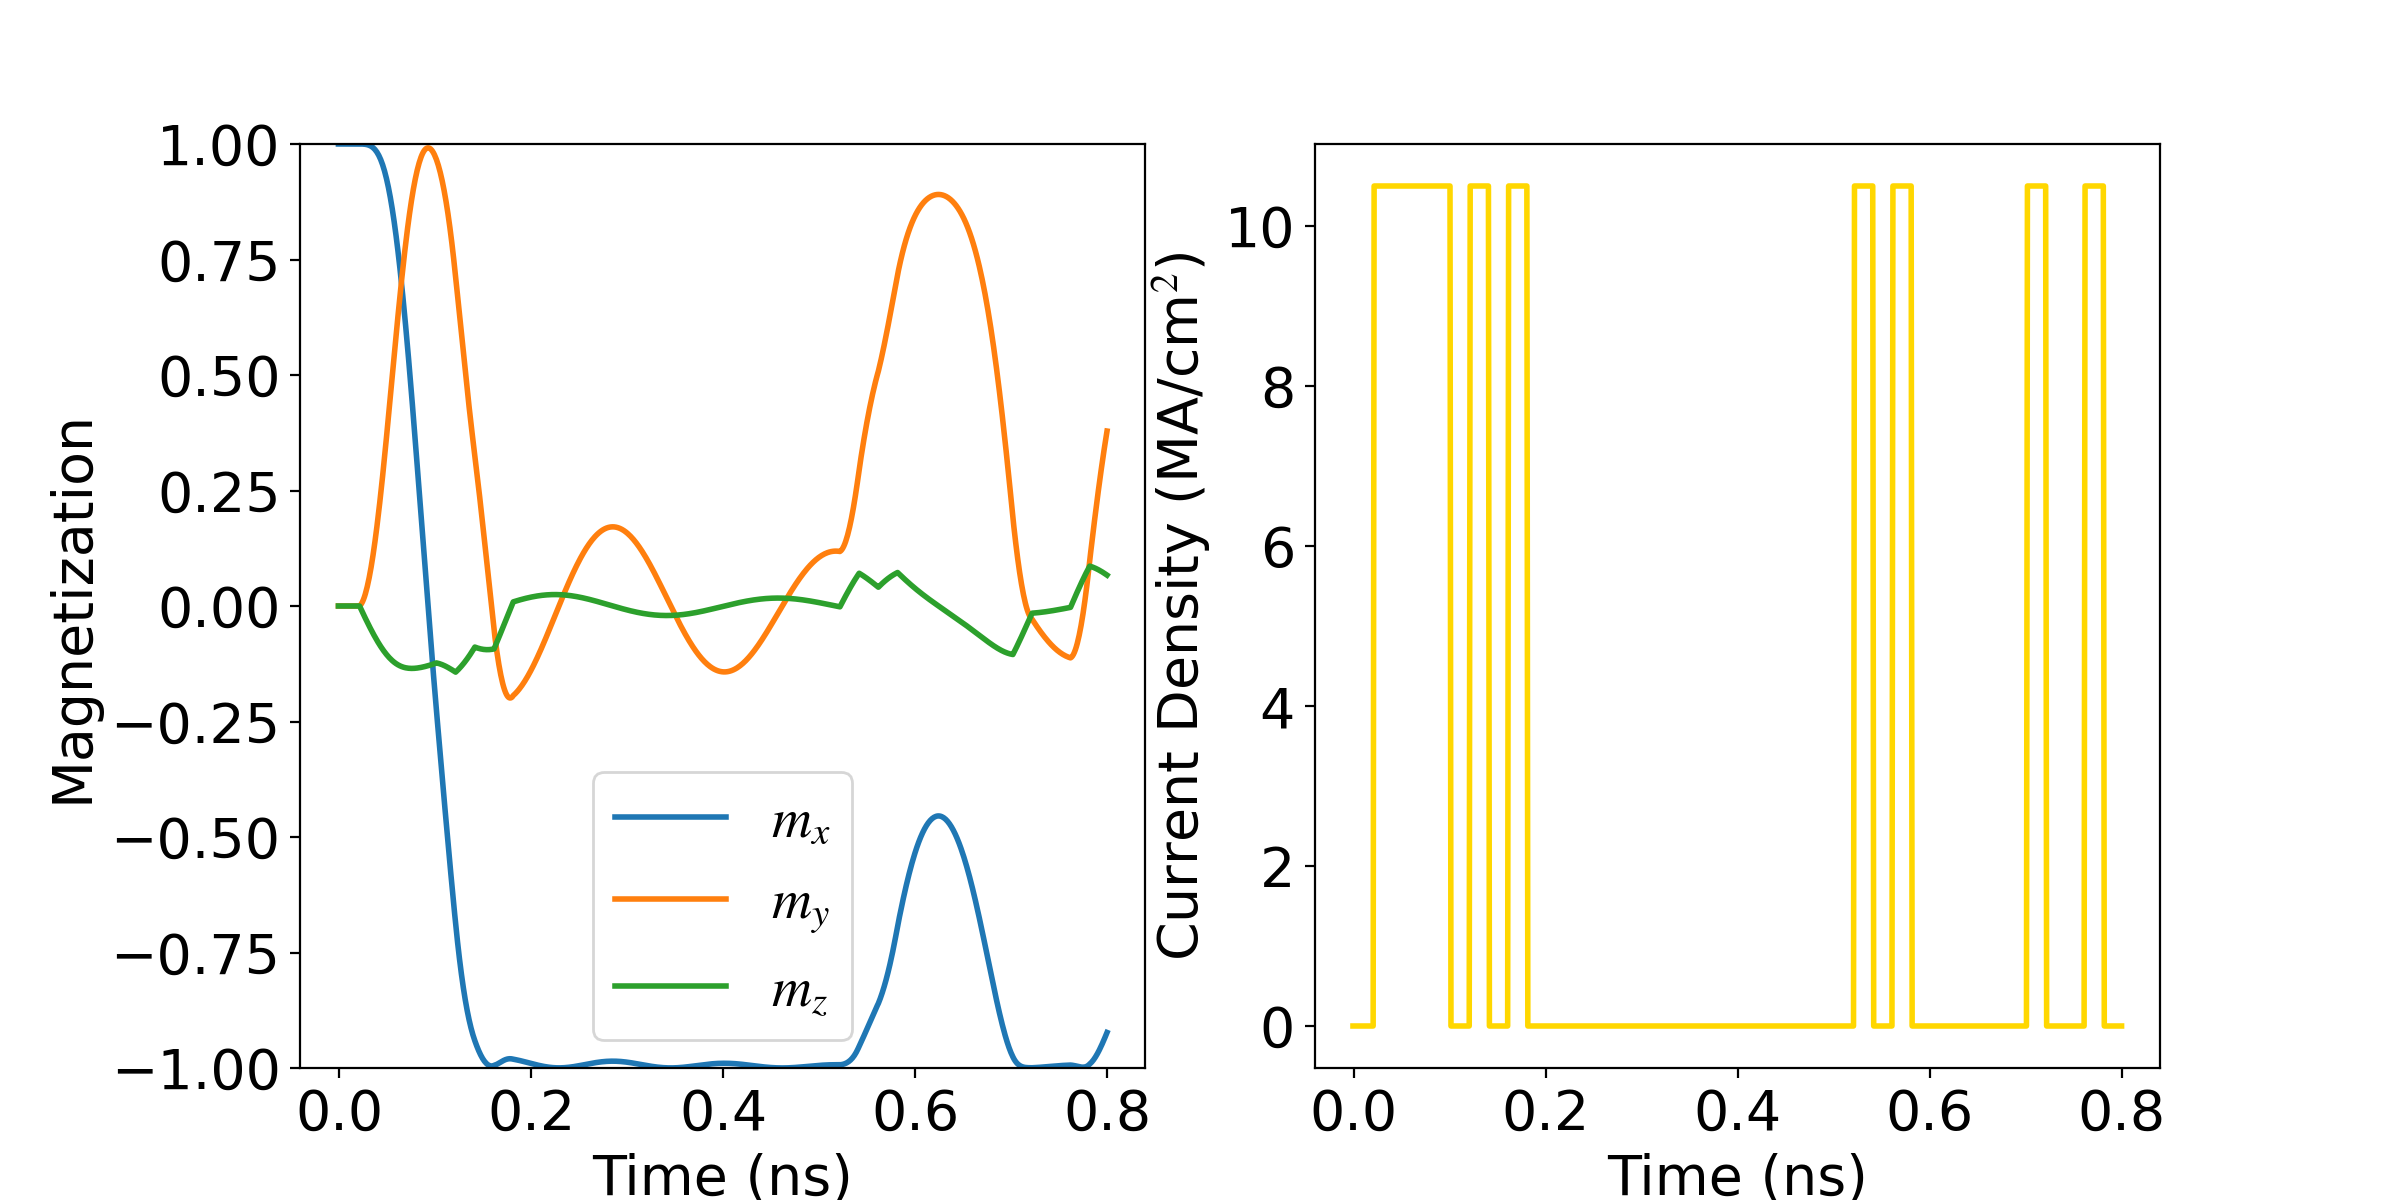 Magnetization
1.00
0.75
0.50
0.25
0.00
−0.25
−0.50
−0.75
−1.00
m_x
m_y
m_z
0.0 0.2 0.4 0.6 0.8
Time (ns)
Current Density (MA/cm²)
10
8
6
4
2
0
0.0 0.2 0.4 0.6 0.8
Time (ns)